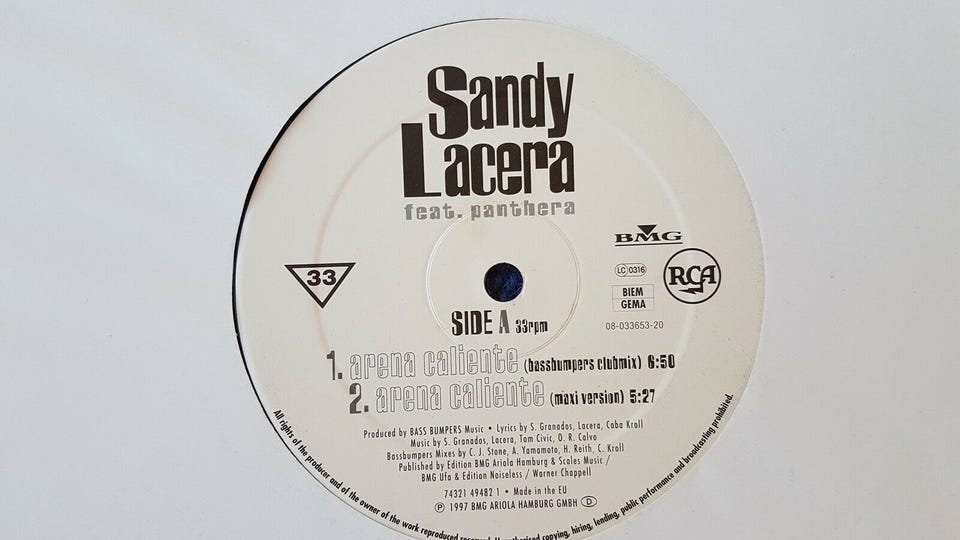 Sandy
Lacera
feat. panthera
BMG
33
LC 0316
RCA
BIEM
GEMA
08-033653-20
SIDE A 33rpm
1. arena caliente (bassbumpers clubmix) 6:50
2. arena caliente (maxi version) 5:27
Produced by BASS BUMPERS Music • Lyrics by S. Granados, Lacera, Caba Kroll
Music by S. Granados, Lacera, Tom Civic, O. R. Calvo
Bassbumpers Mixes by C. J. Stone, A. Yamamoto, H. Reith, C. Kroll
Published by Edition BMG Ariola Hamburg & Scales Music /
BMG Ufa & Edition Noiseless / Warner Chappell
74321 49482 1 • Made in the EU
Ⓟ 1997 BMG ARIOLA HAMBURG GMBH D
All rights of the producer and of the owner of the work reproduced reserved. Unauthorised copying, hiring, lending, public performance and broadcasting prohibited.